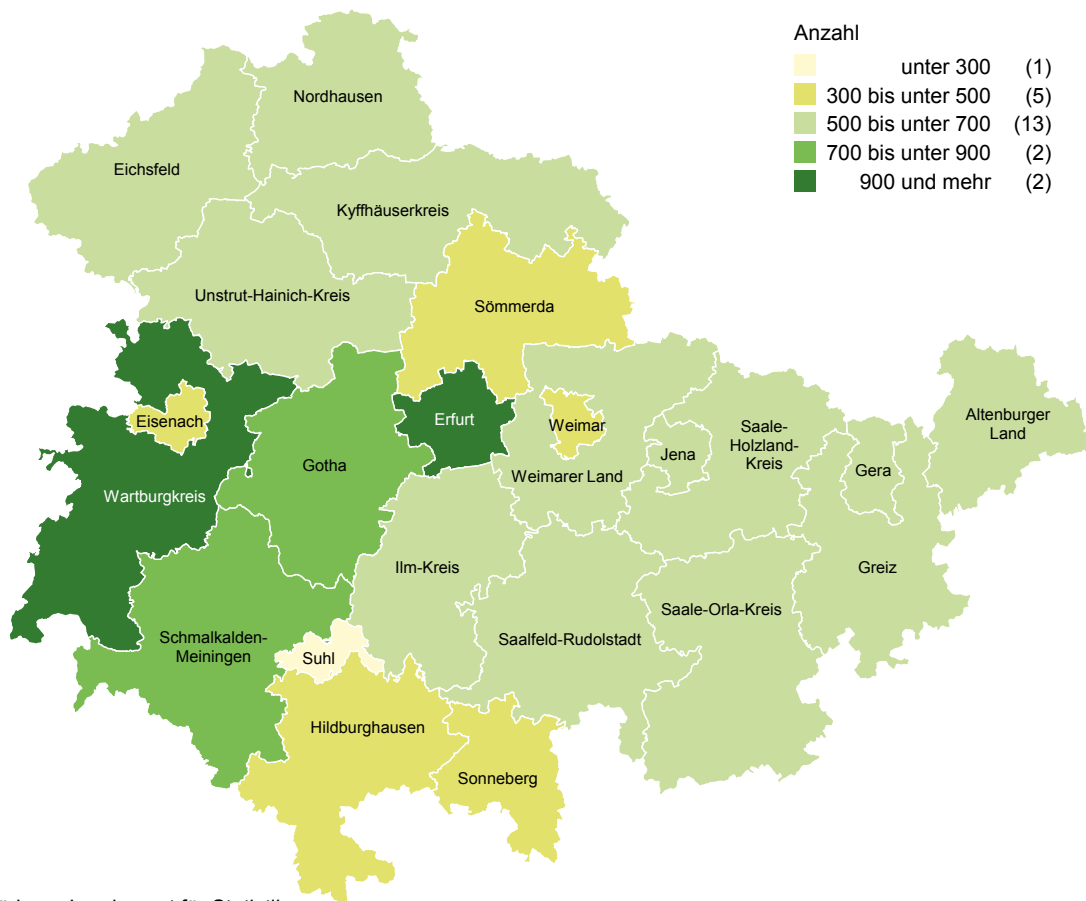 Anzahl
unter 300 (1)
300 bis unter 500 (5)
500 bis unter 700 (13)
700 bis unter 900 (2)
900 und mehr (2)
Nordhausen
Eichsfeld
Kyffhäuserkreis
Unstrut-Hainich-Kreis
Sömmerda
Eisenach
Erfurt
Weimar
Altenburger
Land
Saale-
Holzland-
Kreis
Jena
Gera
Gotha
Weimarer Land
Wartburgkreis
Ilm-Kreis
Greiz
Saale-Orla-Kreis
Schmalkalden-
Meiningen
Saalfeld-Rudolstadt
Suhl
Hildburghausen
Sonneberg